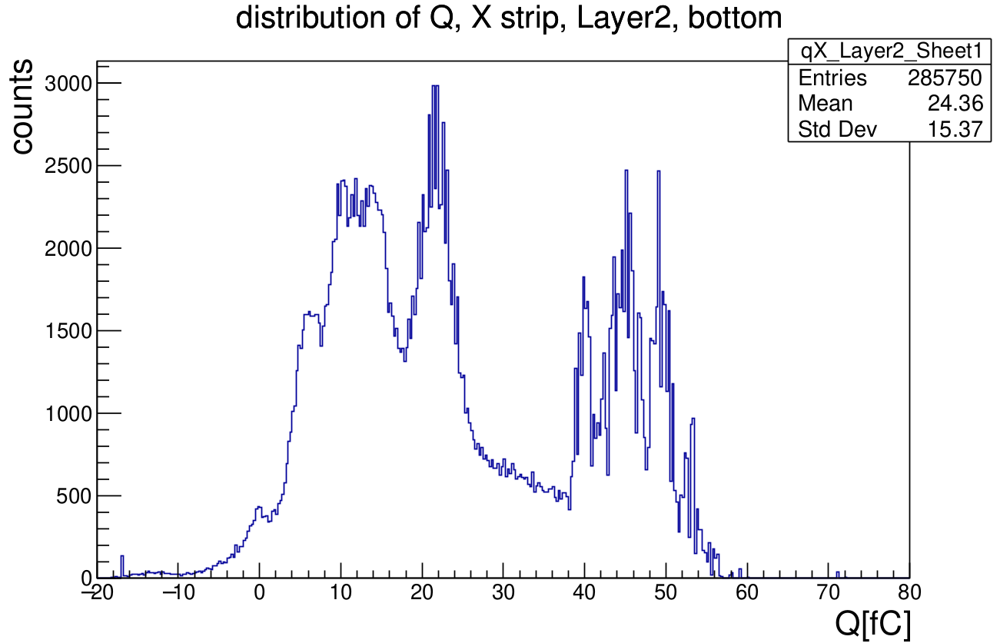 distribution of Q, X strip, Layer2, bottom
qX_Layer2_Sheet1
Entries 285750
Mean 24.36
Std Dev 15.37
counts
3000
2500
2000
1500
1000
500
0
−20 −10 0 10 20 30 40 50 60 70 80
Q[fC]